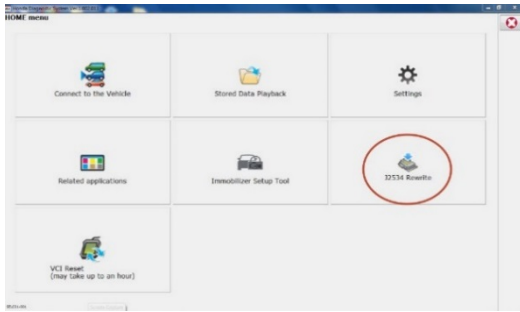 HOME menu
Connect to the Vehicle
Stored Data Playback
Settings
Related applications
Immobilizer Setup Tool
J2534 Rewrite
VCI Reset
(may take up to an hour)